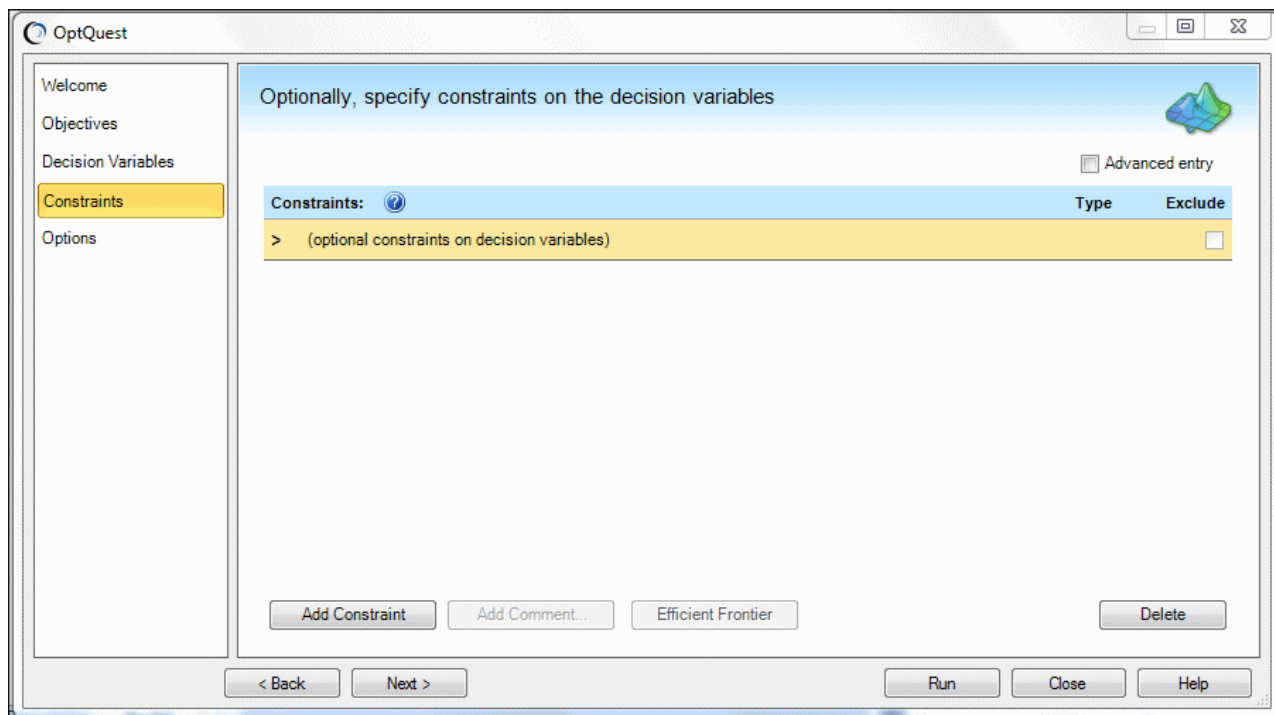 OptQuest
Welcome
Objectives
Decision Variables
Constraints
Options
Optionally, specify constraints on the decision variables
Advanced entry
Constraints: ? Type Exclude
> (optional constraints on decision variables)
Add Constraint Add Comment... Efficient Frontier Delete
< Back Next > Run Close Help